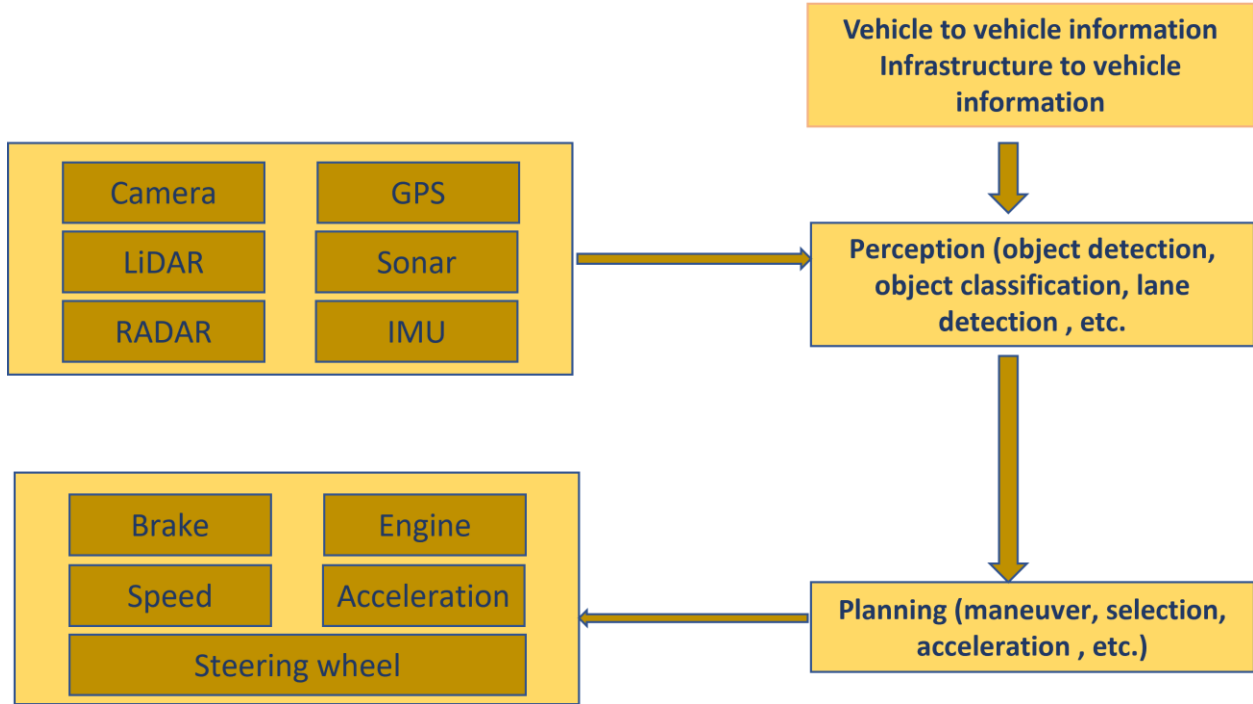 Vehicle to vehicle information
Infrastructure to vehicle
information
Camera
GPS
LiDAR
Sonar
RADAR
IMU
Perception (object detection,
object classification, lane
detection , etc.
Brake
Engine
Speed
Acceleration
Steering wheel
Planning (maneuver, selection,
acceleration , etc.)